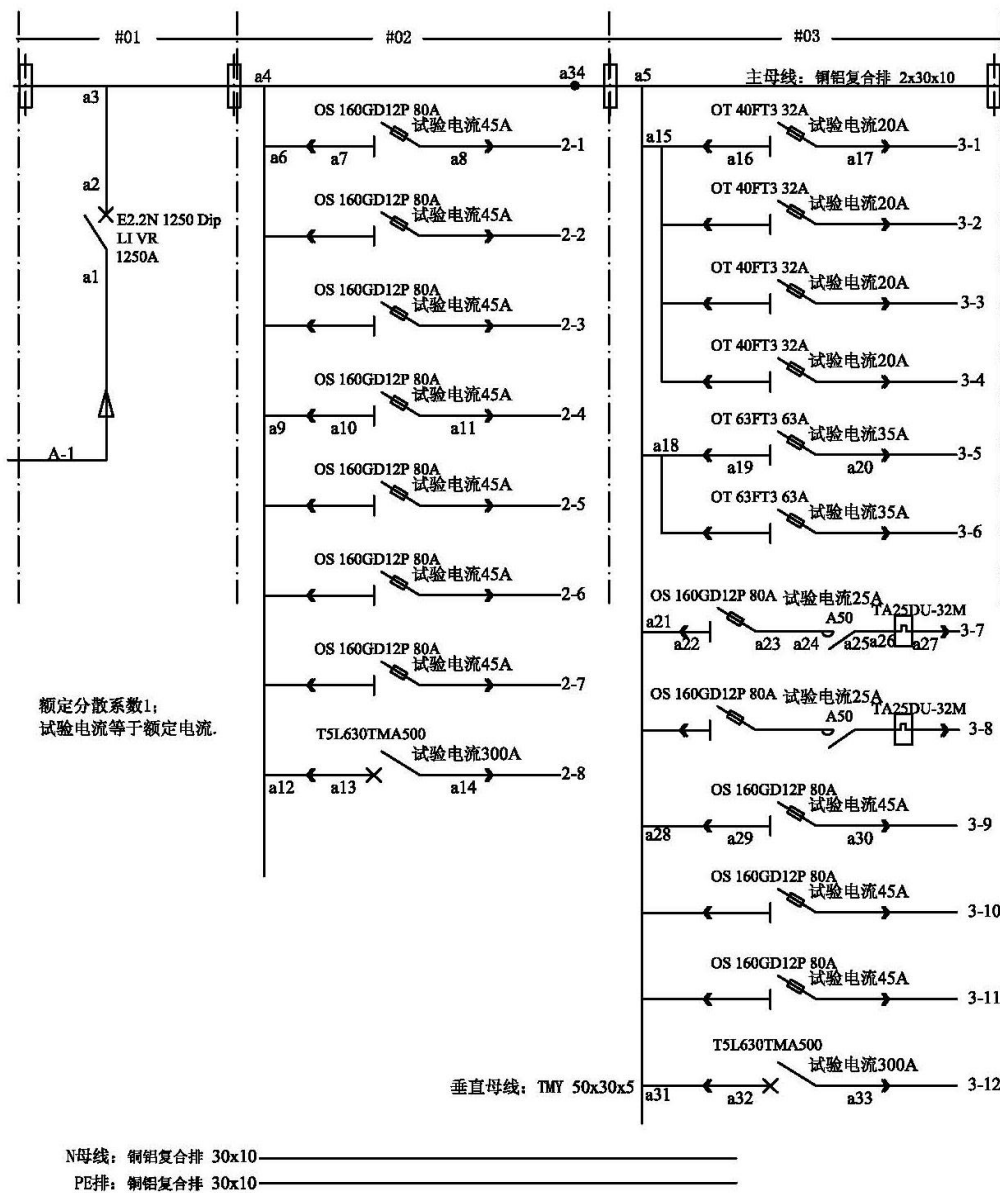 #01
#02
#03
a3
a4
a34
a5
主母线：铜铝复合排 2x30x10
a2
E2.2N 1250 Dip
LI VR
1250A
a1
A-1
额定分散系数1；
试验电流等于额定电流.
OS 160GD12P 80A
试验电流45A
a6
a7
a8
2-1
OS 160GD12P 80A
试验电流45A
2-2
OS 160GD12P 80A
试验电流45A
2-3
OS 160GD12P 80A
试验电流45A
a9
a10
a11
2-4
OS 160GD12P 80A
试验电流45A
2-5
OS 160GD12P 80A
试验电流45A
2-6
OS 160GD12P 80A
试验电流45A
2-7
T5L630TMA500
试验电流300A
a12
a13
a14
2-8
OT 40FT3 32A
试验电流20A
a15
a16
a17
3-1
OT 40FT3 32A
试验电流20A
3-2
OT 40FT3 32A
试验电流20A
3-3
OT 40FT3 32A
试验电流20A
3-4
OT 63FT3 63A
试验电流35A
a18
a19
a20
3-5
OT 63FT3 63A
试验电流35A
3-6
OS 160GD12P 80A
试验电流25A
A50
TA25DU-32M
a21
a22
a23
a24
a25
a26
a27
3-7
OS 160GD12P 80A
试验电流25A
A50
TA25DU-32M
3-8
OS 160GD12P 80A
试验电流45A
a28
a29
a30
3-9
OS 160GD12P 80A
试验电流45A
3-10
OS 160GD12P 80A
试验电流45A
3-11
T5L630TMA500
试验电流300A
垂直母线：TMY 50x30x5
a31
a32
a33
3-12
N母线：铜铝复合排 30x10
PE排：铜铝复合排 30x10